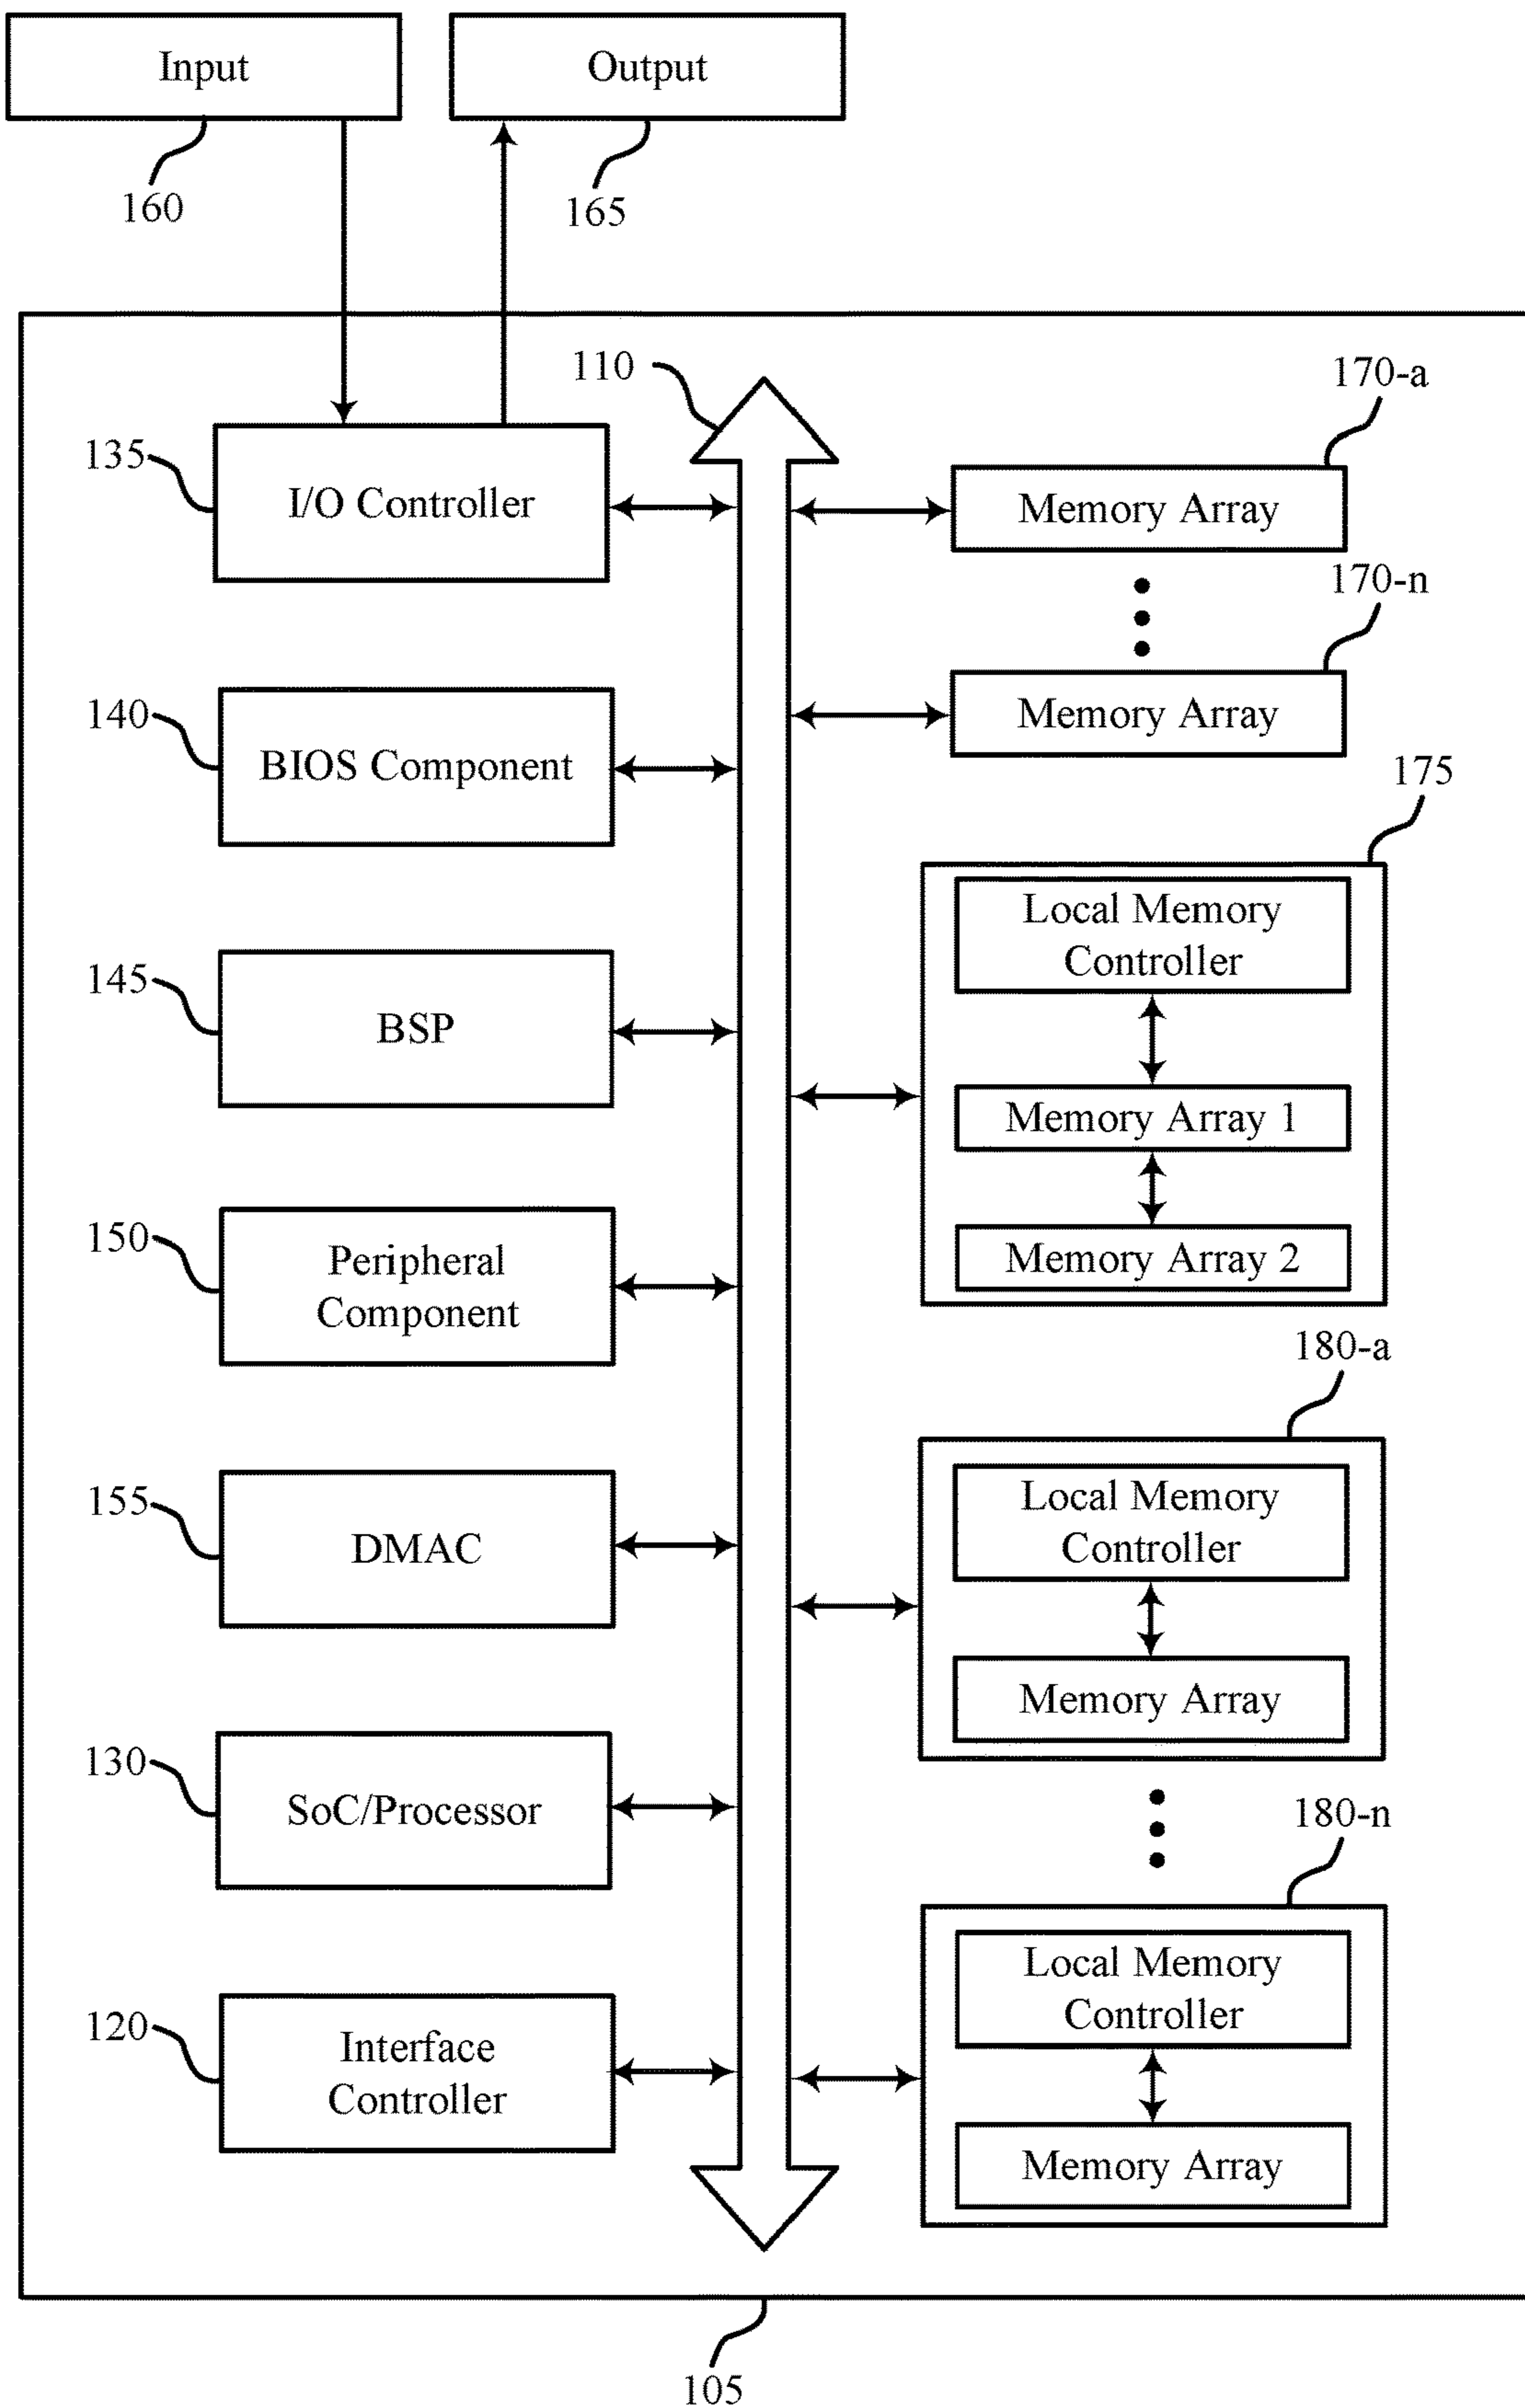 Input
Output
160
165
110
170-a
135
I/O Controller
Memory Array
170-n
140
BIOS Component
Memory Array
175
Local Memory
Controller
145
BSP
Memory Array 1
150
Peripheral
Component
Memory Array 2
180-a
155
DMAC
Local Memory
Controller
Memory Array
130
SoC/Processor
180-n
Local Memory
Controller
120
Interface
Controller
Memory Array
105